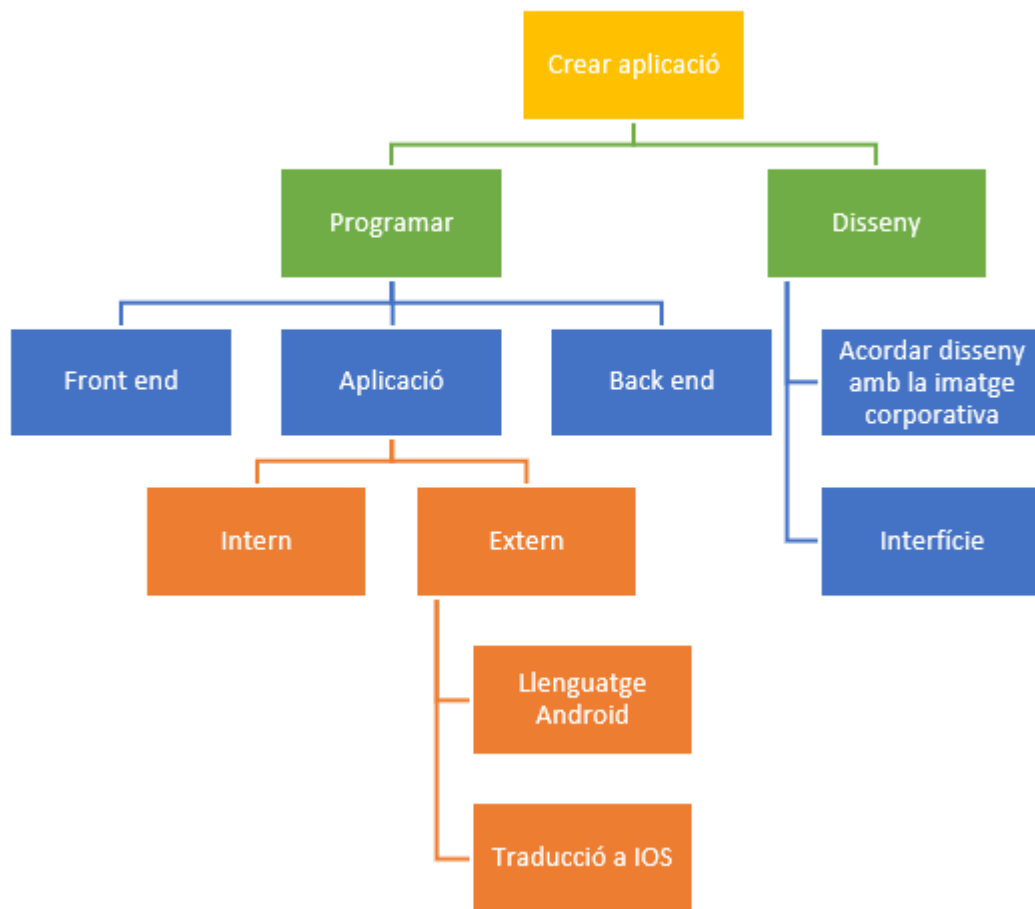 Crear aplicació
Programar
Disseny
Front end
Aplicació
Back end
Acordar disseny
amb la imatge
corporativa
Intern
Extern
Interfície
Llenguatge
Android
Traducció a IOS